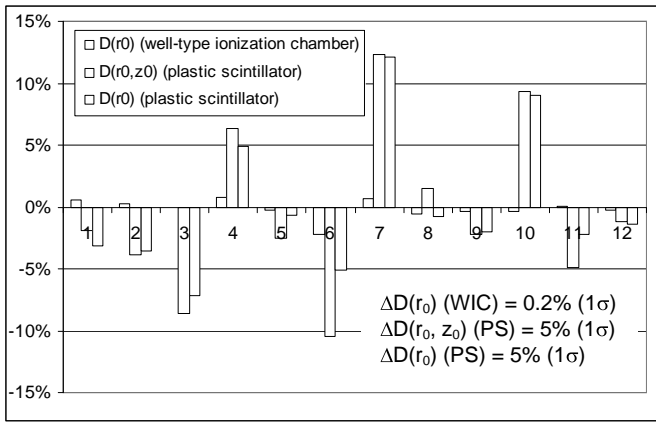 15%
D(r0) (well-type ionization chamber)
D(r0,z0) (plastic scintillator)
D(r0) (plastic scintillator)
10%
5%
0%
1 2 3 4 5 6 7 8 9 10 11 12
-5%
ΔD(r₀) (WIC) = 0.2% (1σ)
ΔD(r₀, z₀) (PS) = 5% (1σ)
-10%
ΔD(r₀) (PS) = 5% (1σ)
-15%